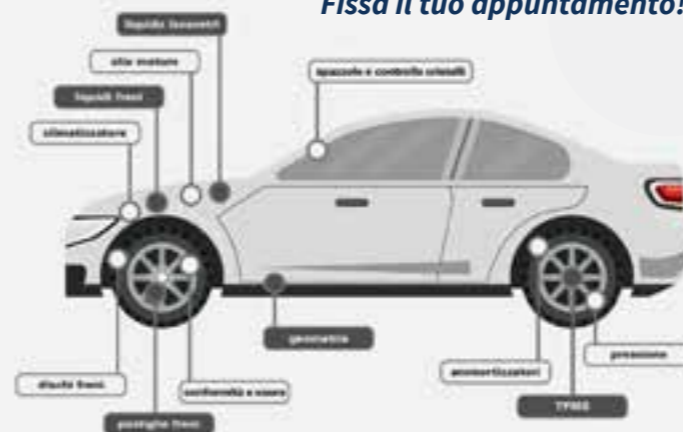 Fissa il tuo appuntamento!
liquido lavavetri
olio motore
spazzole e controllo cristalli
liquidi freni
climatizzatore
geometria
pressione
ammortizzatori
dischi freni
conformità e usura
TPMS
pastiglie freni